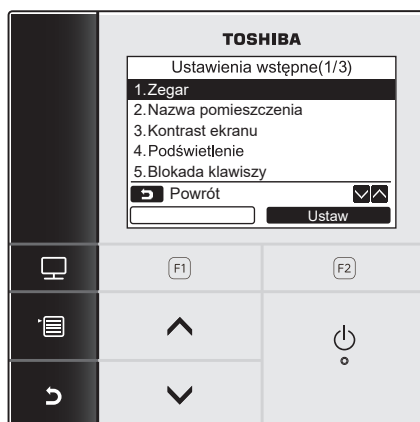 TOSHIBA
Ustawienia wstępne(1/3)
1.Zegar
2.Nazwa pomieszczenia
3.Kontrast ekranu
4.Podświetlenie
5.Blokada klawiszy
Powrót
Ustaw
F1
F2